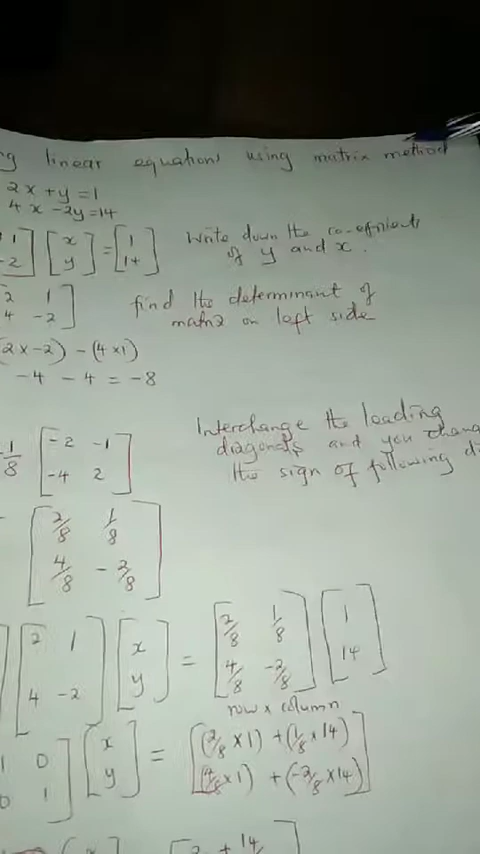 ng linear equations using matrix method
2x + y = 1
4x - 2y = 14
1 ] [ x ] = [ 1 ] Write down the co-efficients
-2 ] [ y ] [ 14 ] of y and x.
2 1 ] find the determinant of
4 -2 ] matrix on left side
(2 x -2) - (4 x 1)
-4 - 4 = -8
Interchange the leading
-1/8 [ -2 -1 ] diagonals and you change
[ -4 2 ] the sign of following di
[ 2/8 1/8 ]
[ 4/8 -2/8 ]
] [ 2 1 ] [ x ] = [ 2/8 1/8 ] [ 1 ]
] [ 4 -2 ] [ y ] [ 4/8 -2/8 ] [ 14 ]
row x column
1 0 ] [ x ] = [ (2/8 x 1) + (1/8 x 14) ]
0 1 ] [ y ] [ (4/8 x 1) + (-2/8 x 14) ]
[ x ] [ 2 + 14 ]